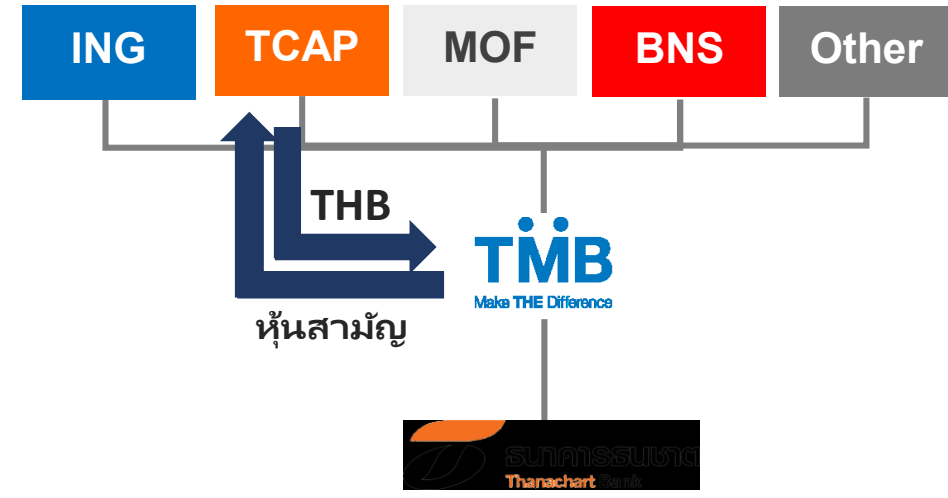 ING
TCAP
MOF
BNS
Other
THB
TMB
Make THE Difference
หุ้นสามัญ
ธนาคารธนชาต
Thanachart Bank